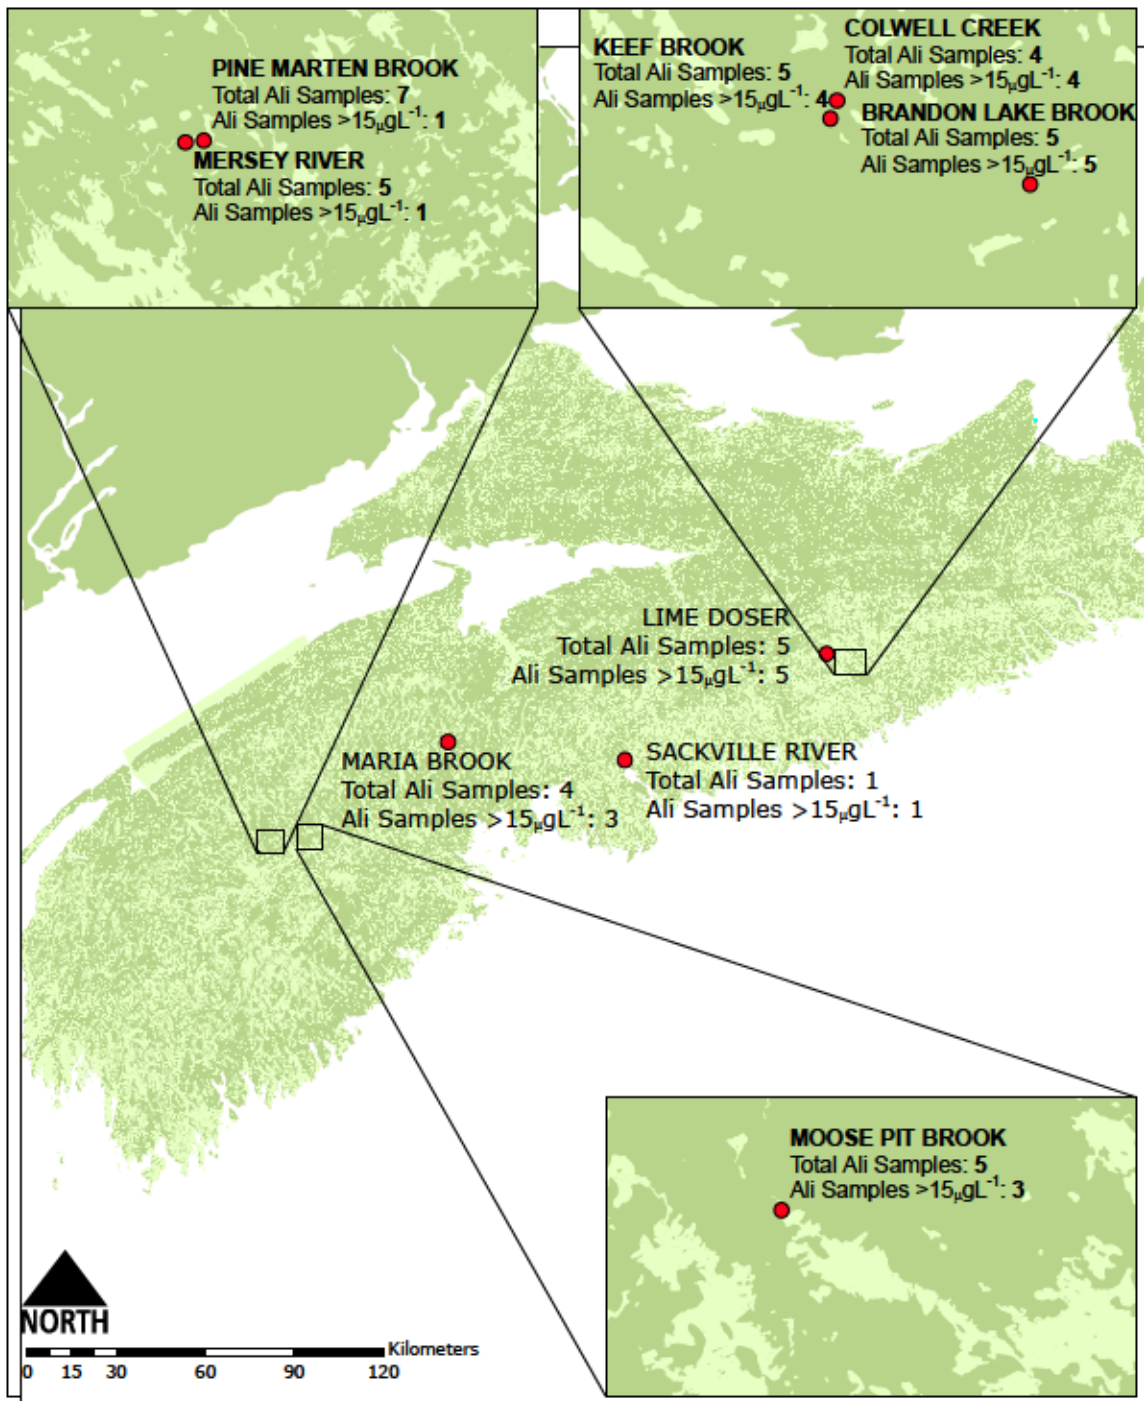 PINE MARTEN BROOK
Total Ali Samples: 7
Ali Samples >15µgL⁻¹: 1
MERSEY RIVER
Total Ali Samples: 5
Ali Samples >15µgL⁻¹: 1
KEEF BROOK
Total Ali Samples: 5
Ali Samples >15µgL⁻¹: 4
COLWELL CREEK
Total Ali Samples: 4
Ali Samples >15µgL⁻¹: 4
BRANDON LAKE BROOK
Total Ali Samples: 5
Ali Samples >15µgL⁻¹: 5
LIME DOSER
Total Ali Samples: 5
Ali Samples >15µgL⁻¹: 5
MARIA BROOK
Total Ali Samples: 4
Ali Samples >15µgL⁻¹: 3
SACKVILLE RIVER
Total Ali Samples: 1
Ali Samples >15µgL⁻¹: 1
MOOSE PIT BROOK
Total Ali Samples: 5
Ali Samples >15µgL⁻¹: 3
NORTH
Kilometers
0 15 30 60 90 120